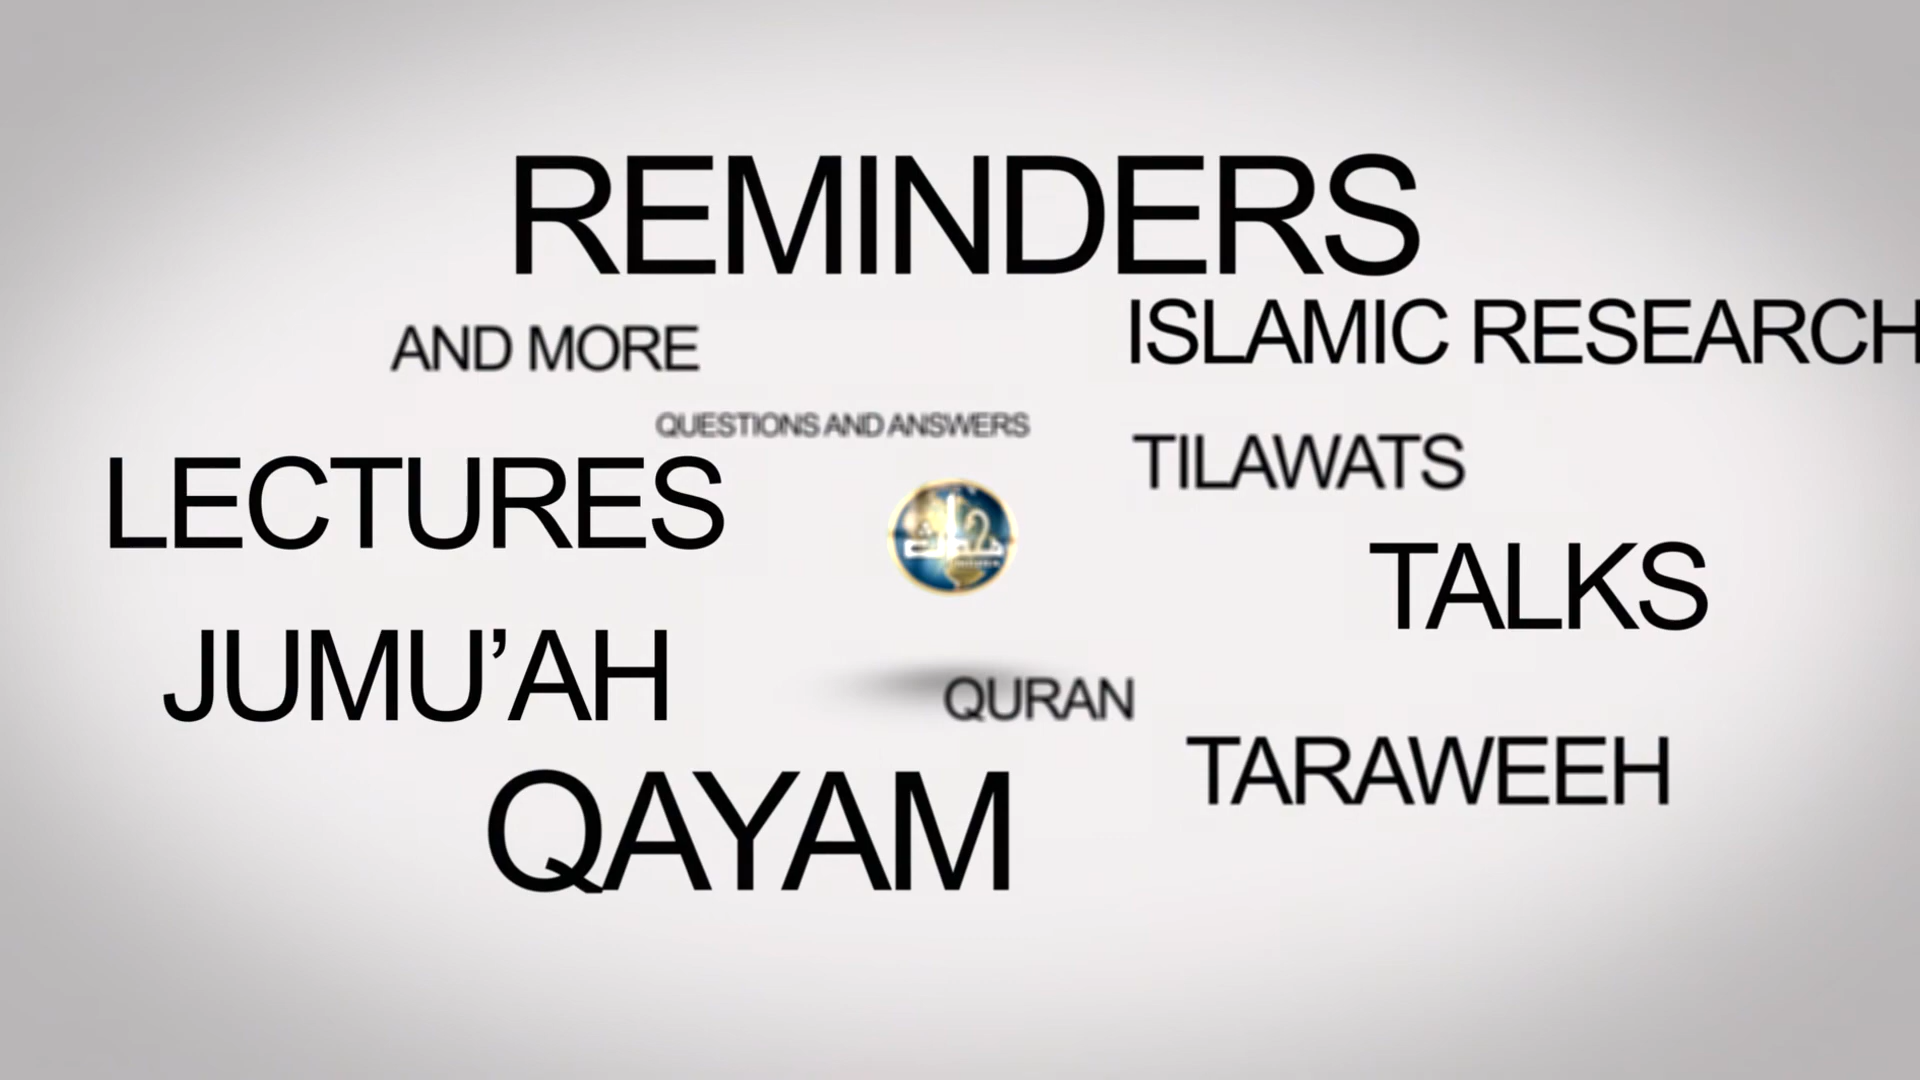 REMINDERS
AND MORE
ISLAMIC RESEARCH
QUESTIONS AND ANSWERS
LECTURES
TILAWATS
TALKS
JUMU’AH
QURAN
TARAWEEH
QAYAM